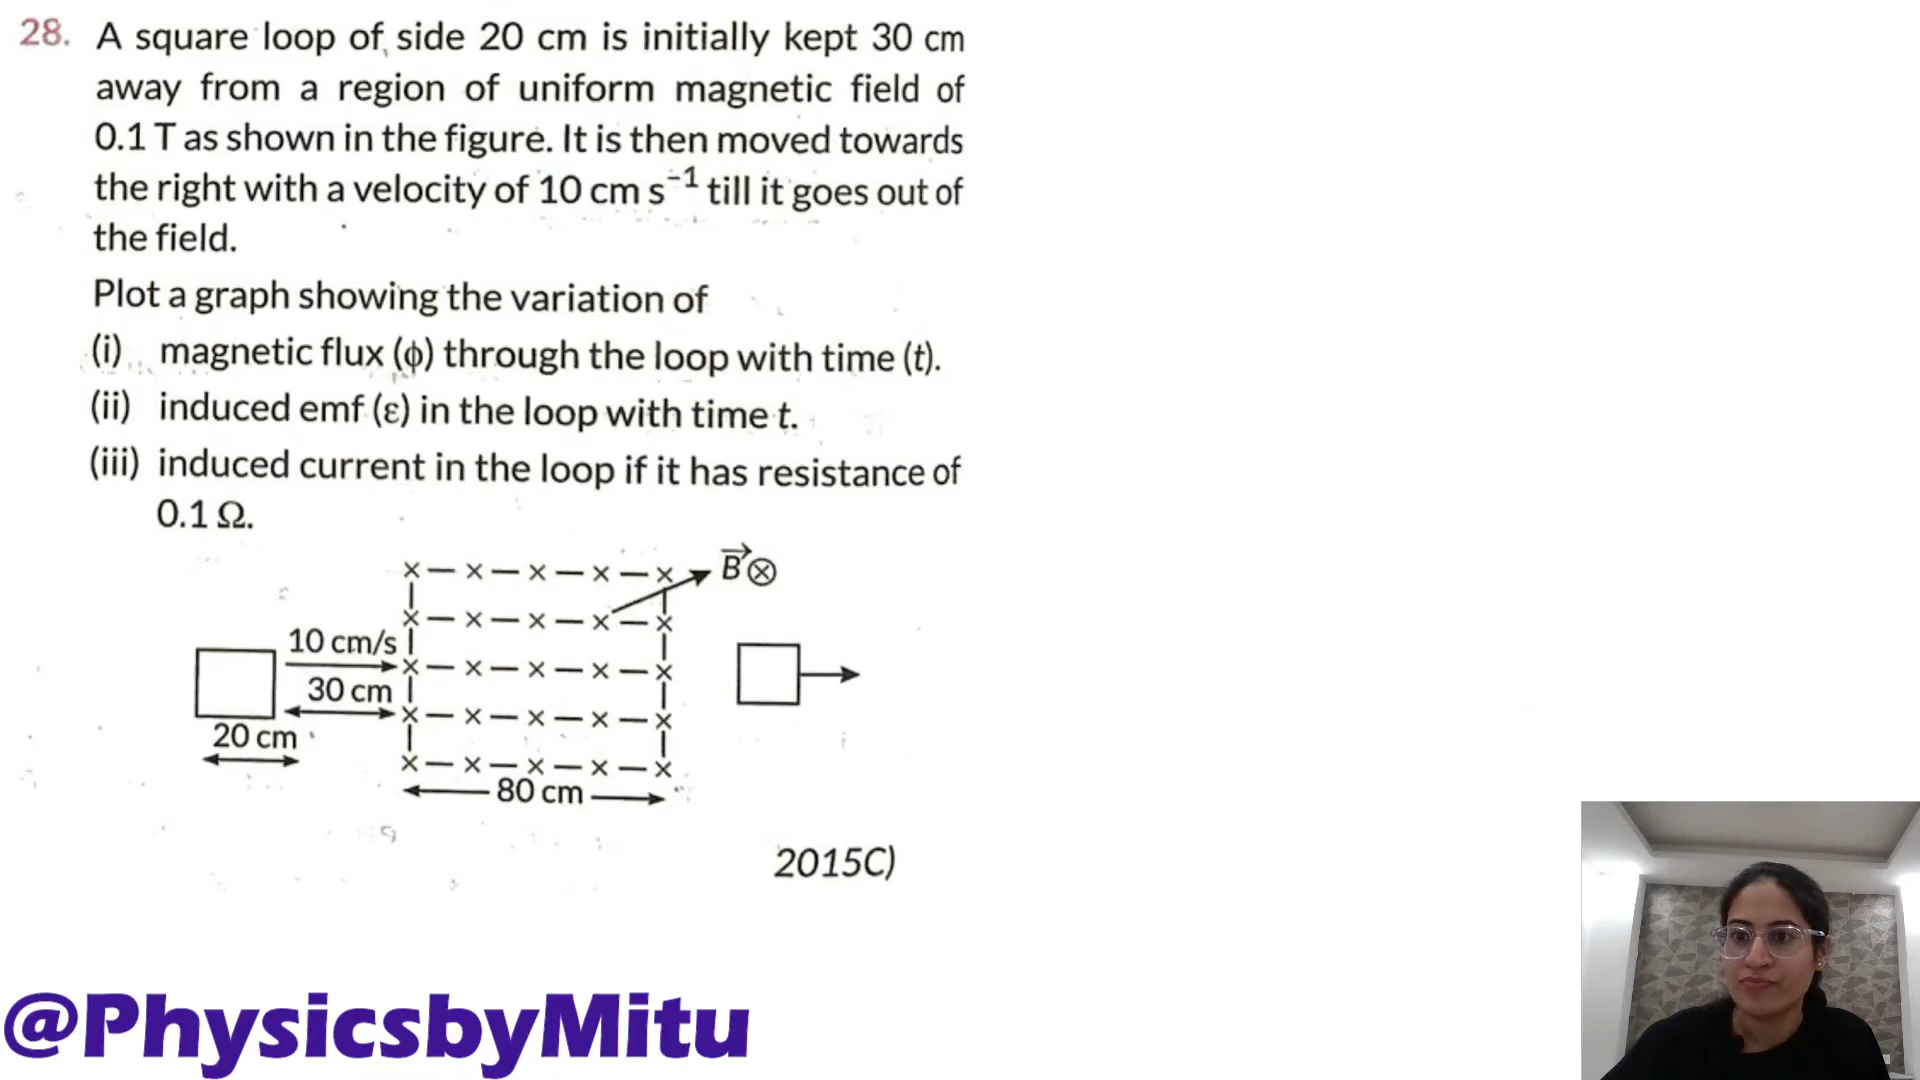 28. A square loop of side 20 cm is initially kept 30 cm
away from a region of uniform magnetic field of
0.1 T as shown in the figure. It is then moved towards
the right with a velocity of 10 cm s⁻¹ till it goes out of
the field.
Plot a graph showing the variation of
(i) magnetic flux (ϕ) through the loop with time (t).
(ii) induced emf (ε) in the loop with time t.
(iii) induced current in the loop if it has resistance of
0.1 Ω.
B⃗ ⊗
10 cm/s
30 cm
20 cm
80 cm
2015C)
@PhysicsbyMitu